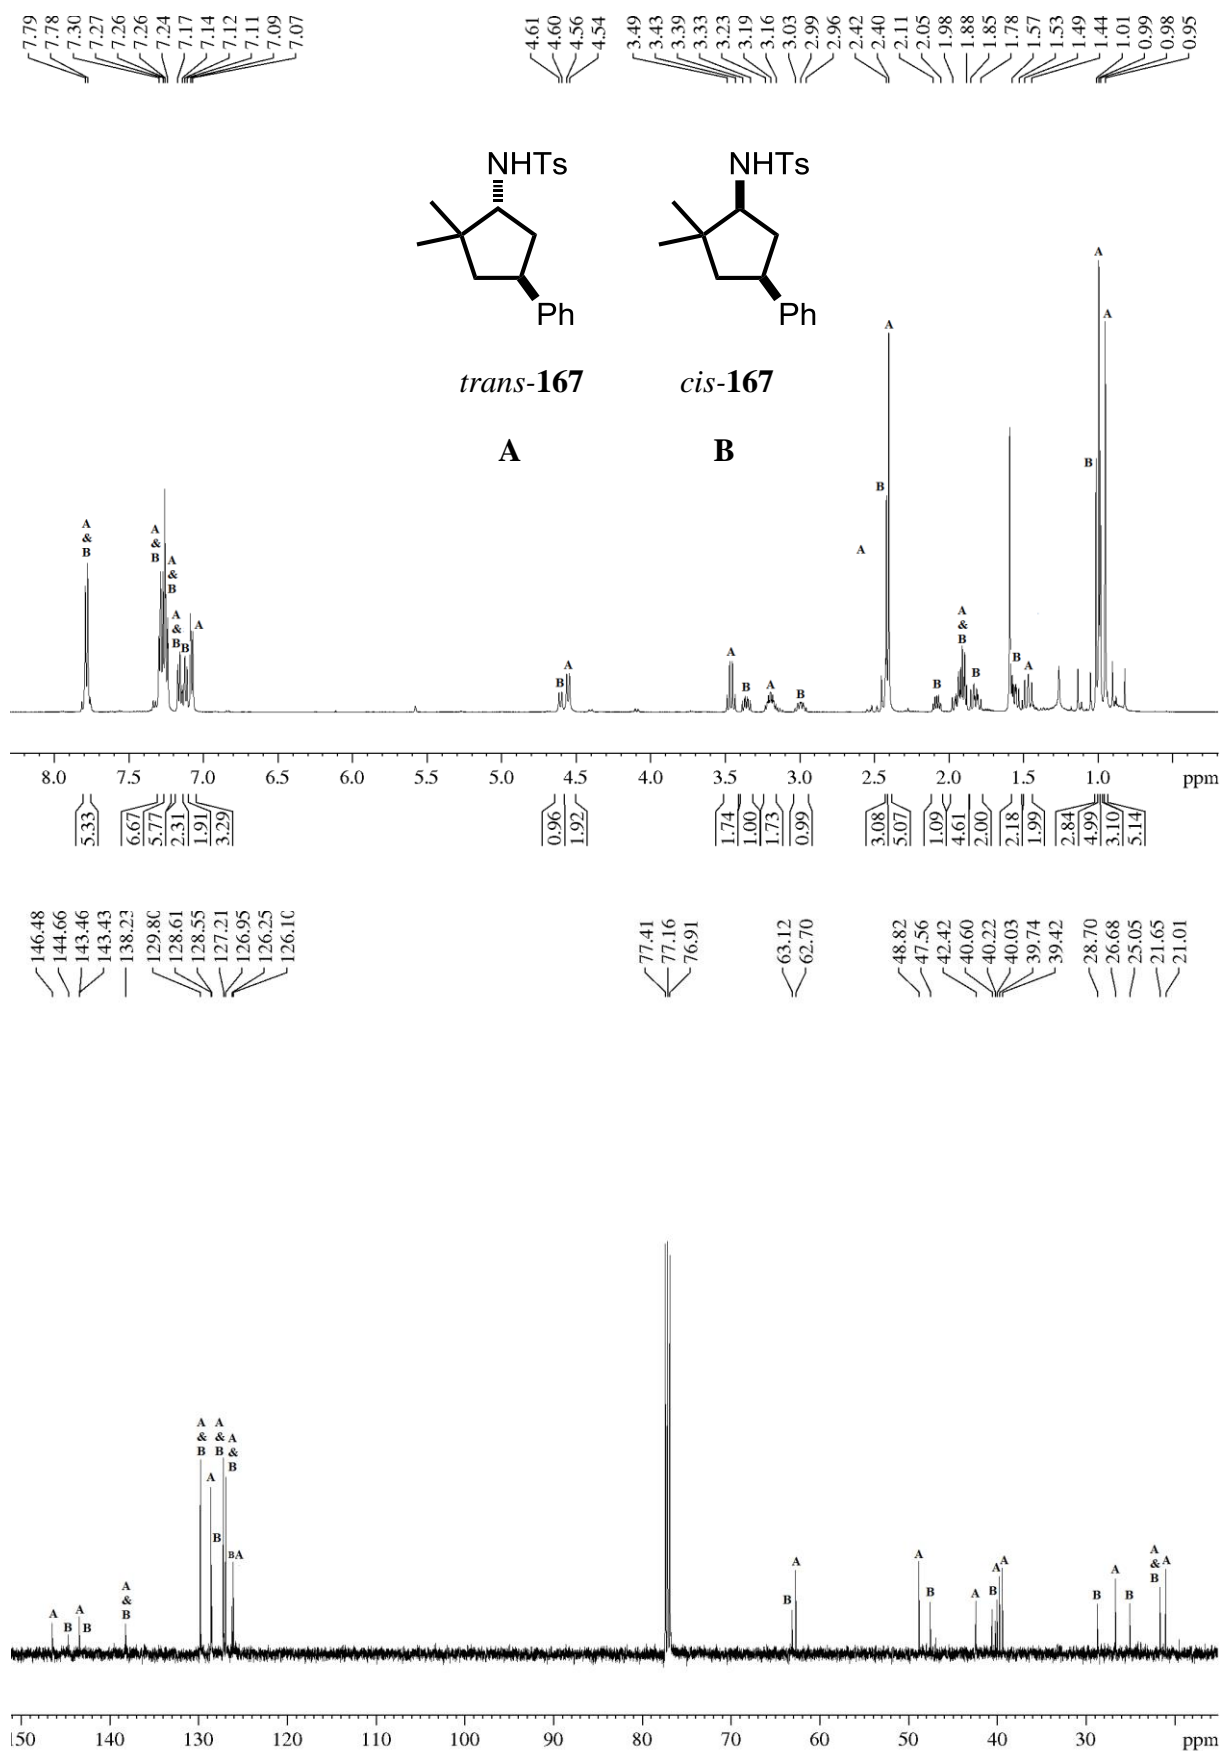 7.79 7.78 7.30 7.27 7.26 7.26 7.24 7.17 7.14 7.12 7.11 7.09 7.07 4.61 4.60 4.56 4.54 3.49 3.43 3.39 3.33 3.23 3.19 3.16 3.03 2.99 2.96 2.42 2.40 2.11 2.05 1.98 1.88 1.85 1.78 1.57 1.53 1.49 1.44 1.01 0.99 0.98 0.95
NHTs NHTs
Ph Ph
trans-167 cis-167
A B
A & B
A & B
A & B
A & B
B
A
B
A
A
B
A
B
A
B
A
B
A & B
B
B
A
B
A
A
8.0 7.5 7.0 6.5 6.0 5.5 5.0 4.5 4.0 3.5 3.0 2.5 2.0 1.5 1.0 ppm
5.33 6.67 5.77 2.31 1.91 3.29 0.96 1.92 1.74 1.00 1.73 0.99 3.08 5.07 1.09 4.61 2.00 2.18 1.99 2.84 4.99 3.10 5.14
146.48 144.66 143.46 143.43 138.23 129.80 128.61 128.55 127.21 126.95 126.25 126.10 77.41 77.16 76.91 63.12 62.70 48.82 47.56 42.42 40.60 40.22 40.03 39.74 39.42 28.70 26.68 25.05 21.65 21.01
A
B
A
B
A & B
A & B
A
B
A & B
A & B
B A
B
A
A
B
A
B
A
A
B
A
B
A & B
A
150 140 130 120 110 100 90 80 70 60 50 40 30 ppm